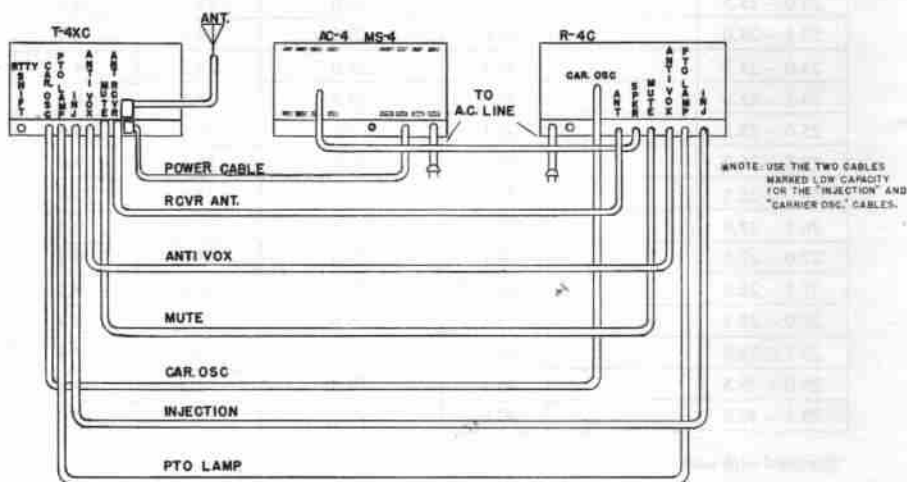 ANT.
T-4XC
AC-4 MS-4
R-4C
RTTY SHIFT
CAR. OSC
PTO LAMP
INJ
ANTI VOX
MUTE
ANT RCVR
CAR. OSC
ANT
SPKR
MUTE
ANTI VOX
PTO LAMP
INJ
TO
A.C. LINE
POWER CABLE
RCVR ANT.
ANTI VOX
MUTE
CAR. OSC
INJECTION
PTO LAMP
NOTE: USE THE TWO CABLES
MARKED LOW CAPACITY
FOR THE "INJECTION" AND
"CARRIER OSC." CABLES.